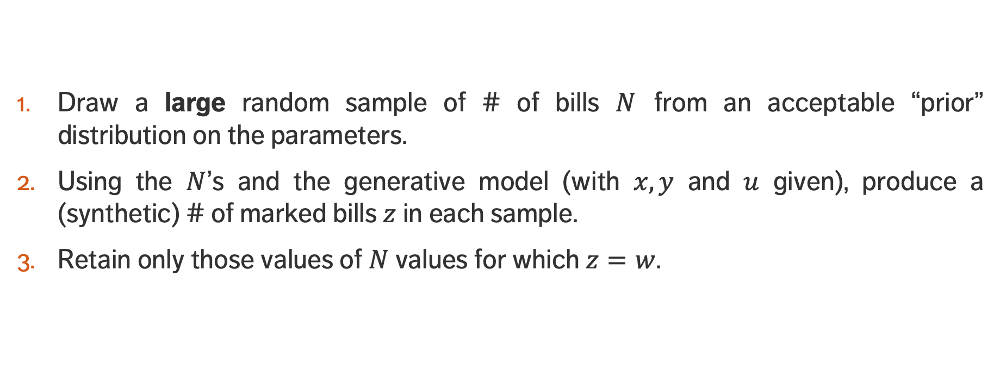 1. Draw a large random sample of # of bills N from an acceptable “prior”
distribution on the parameters.
2. Using the N’s and the generative model (with x, y and u given), produce a
(synthetic) # of marked bills z in each sample.
3. Retain only those values of N values for which z = w.